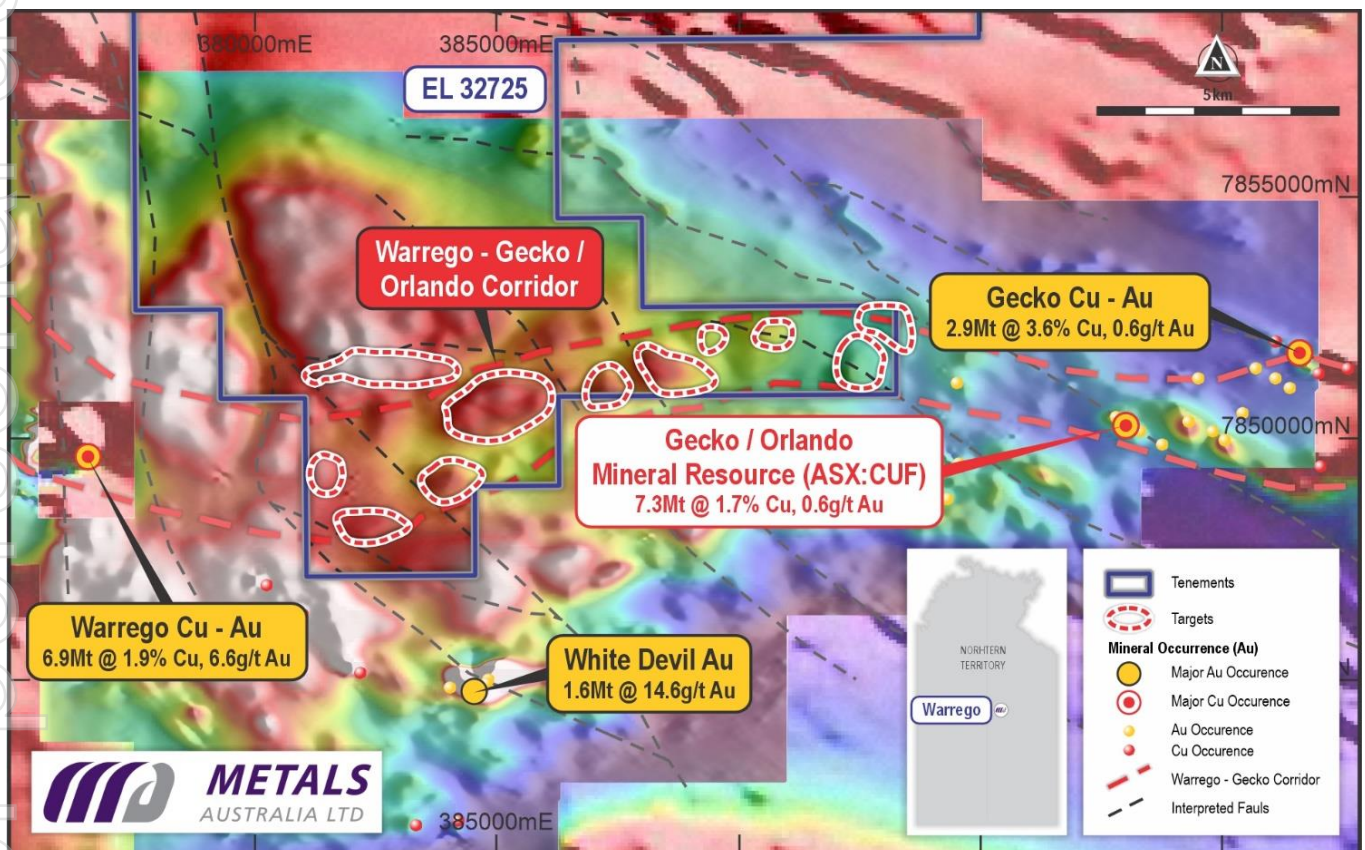 380000mE
385000mE
EL 32725
N
5km
7855000mN
Warrego - Gecko /
Orlando Corridor
Gecko Cu - Au
2.9Mt @ 3.6% Cu, 0.6g/t Au
7850000mN
Gecko / Orlando
Mineral Resource (ASX:CUF)
7.3Mt @ 1.7% Cu, 0.6g/t Au
Warrego Cu - Au
6.9Mt @ 1.9% Cu, 6.6g/t Au
White Devil Au
1.6Mt @ 14.6g/t Au
NORHTERN
TERRITORY
Warrego
Tenements
Targets
Mineral Occurrence (Au)
Major Au Occurence
Major Cu Occurence
Au Occurence
Cu Occurence
Warrego - Gecko Corridor
Interpreted Fauls
METALS
AUSTRALIA LTD
385000mE